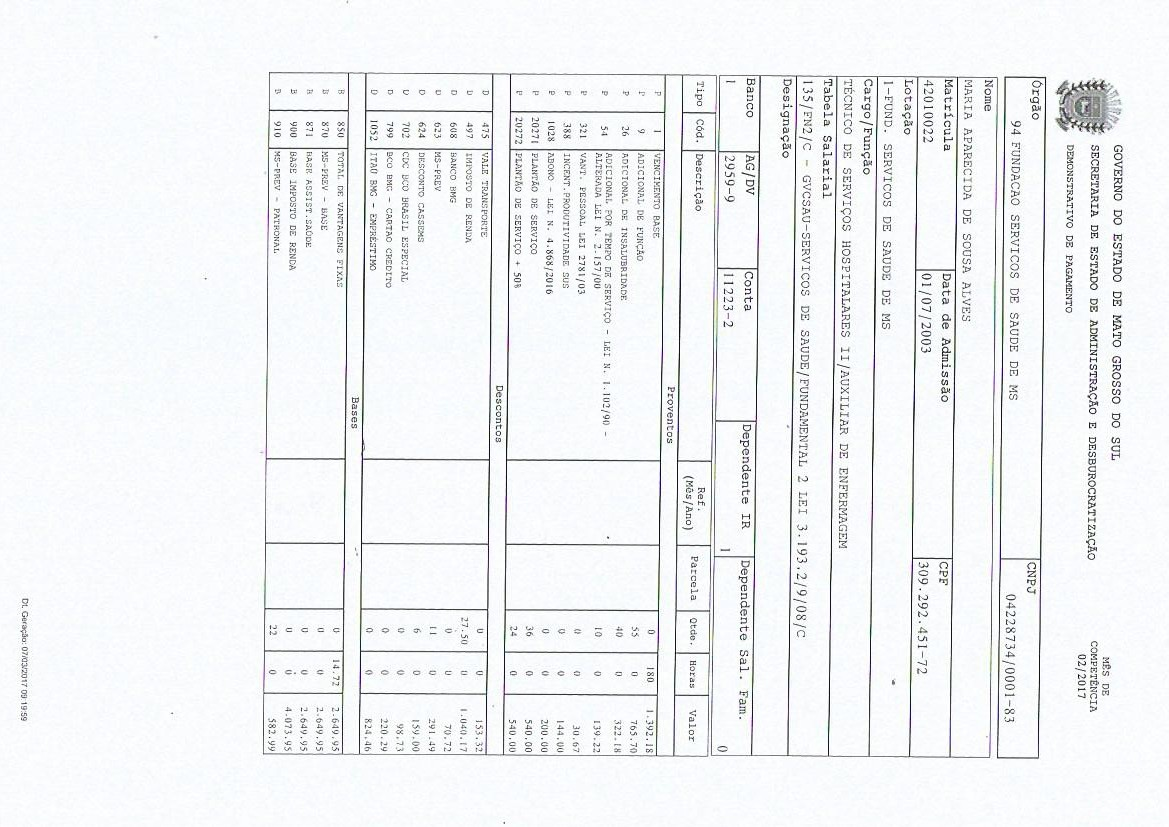 GOVERNO DO ESTADO DE MATO GROSSO DO SUL
SECRETARIA DE ESTADO DE ADMINISTRAÇÃO E DESBUROCRATIZAÇÃO
DEMONSTRATIVO DE PAGAMENTO
MÊS DE
COMPETÊNCIA
02/2017
Órgão CNPJ
94 FUNDACAO SERVICOS DE SAUDE DE MS 04228734/0001-83
Nome
MARIA APARECIDA DE SOUSA ALVES
Matrícula Data de Admissão CPF
42010022 01/07/2003 309.292.451-72
Lotação
1-FUND. SERVICOS DE SAUDE DE MS
Cargo/Função
TÉCNICO DE SERVIÇOS HOSPITALARES II/AUXILIAR DE ENFERMAGEM
Tabela Salarial
135/FN2/C - GVCSAU-SERVICOS DE SAUDE/FUNDAMENTAL 2 LEI 3.193.2/9/08/C
Designação
Banco AG/DV Conta Dependente IR Dependente Sal. Fam.
1 2959-9 11223-2 1 0
Tipo Cód. Descrição Ref. (Mês/Ano) Parcela Qtde. Horas Valor
Proventos
P 1 VENCIMENTO BASE 0 180 1.392.18
P 9 ADICIONAL DE FUNÇÃO 55 0 765.70
P 26 ADICIONAL DE INSALUBRIDADE 40 0 322.18
P 54 ADICIONAL POR TEMPO DE SERVIÇO - LEI N. 1.102/90 -
ALTERADA LEI N. 2.157/00 10 0 139.22
P 321 VANT. PESSOAL LEI 2781/03 0 0 30.67
P 388 INCENT.PRODUTIVIDADE SUS 0 0 144.00
P 1028 ABONO - LEI N. 4.868/2016 0 0 200.00
P 20271 PLANTÃO DE SERVIÇO 36 0 540.00
P 20272 PLANTÃO DE SERVIÇO + 50% 24 0 540.00
Descontos
D 475 VALE TRANSPORTE 0 0 153.37
D 497 IMPOSTO DE RENDA 27.50 0 1.040.17
D 608 BANCO BMG 0 0 70.72
D 623 MS-PREV 11 0 291.49
D 624 DESCONTO CASSEMS 6 0 159.00
D 702 CDC BCO BRASIL ESPECIAL 0 0 98.73
D 799 BCO BMG - CARTAO CREDITO 0 0 220.29
D 1052 ITAU BMG - EMPRÉSTIMO 0 0 824.46
Bases
B 850 TOTAL DE VANTAGENS FIXAS 0 14.72 2.649.95
B 870 MS-PREV - BASE 0 0 2.649.95
B 871 BASE ASSIST.SAÚDE 0 0 2.649.95
B 900 BASE IMPOSTO DE RENDA 0 0 4.073.95
B 910 MS-PREV - PATRONAL 22 0 582.99
Dt. Geração: 07/03/2017 09:19:59